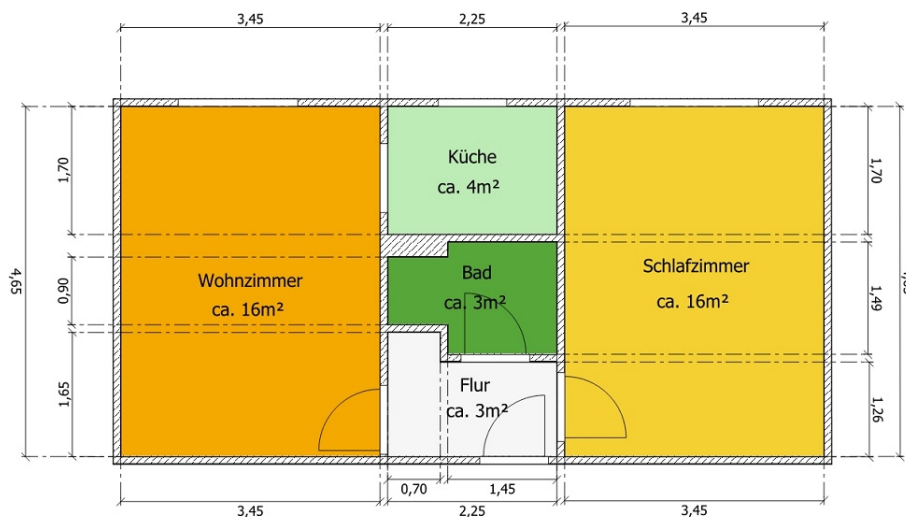 3,45
2,25
3,45
1,70
Küche
ca. 4m²
1,70
4,65
0,90
Wohnzimmer
ca. 16m²
Bad
ca. 3m²
Schlafzimmer
ca. 16m²
1,49
1,65
Flur
ca. 3m²
1,26
0,70
1,45
3,45
2,25
3,45